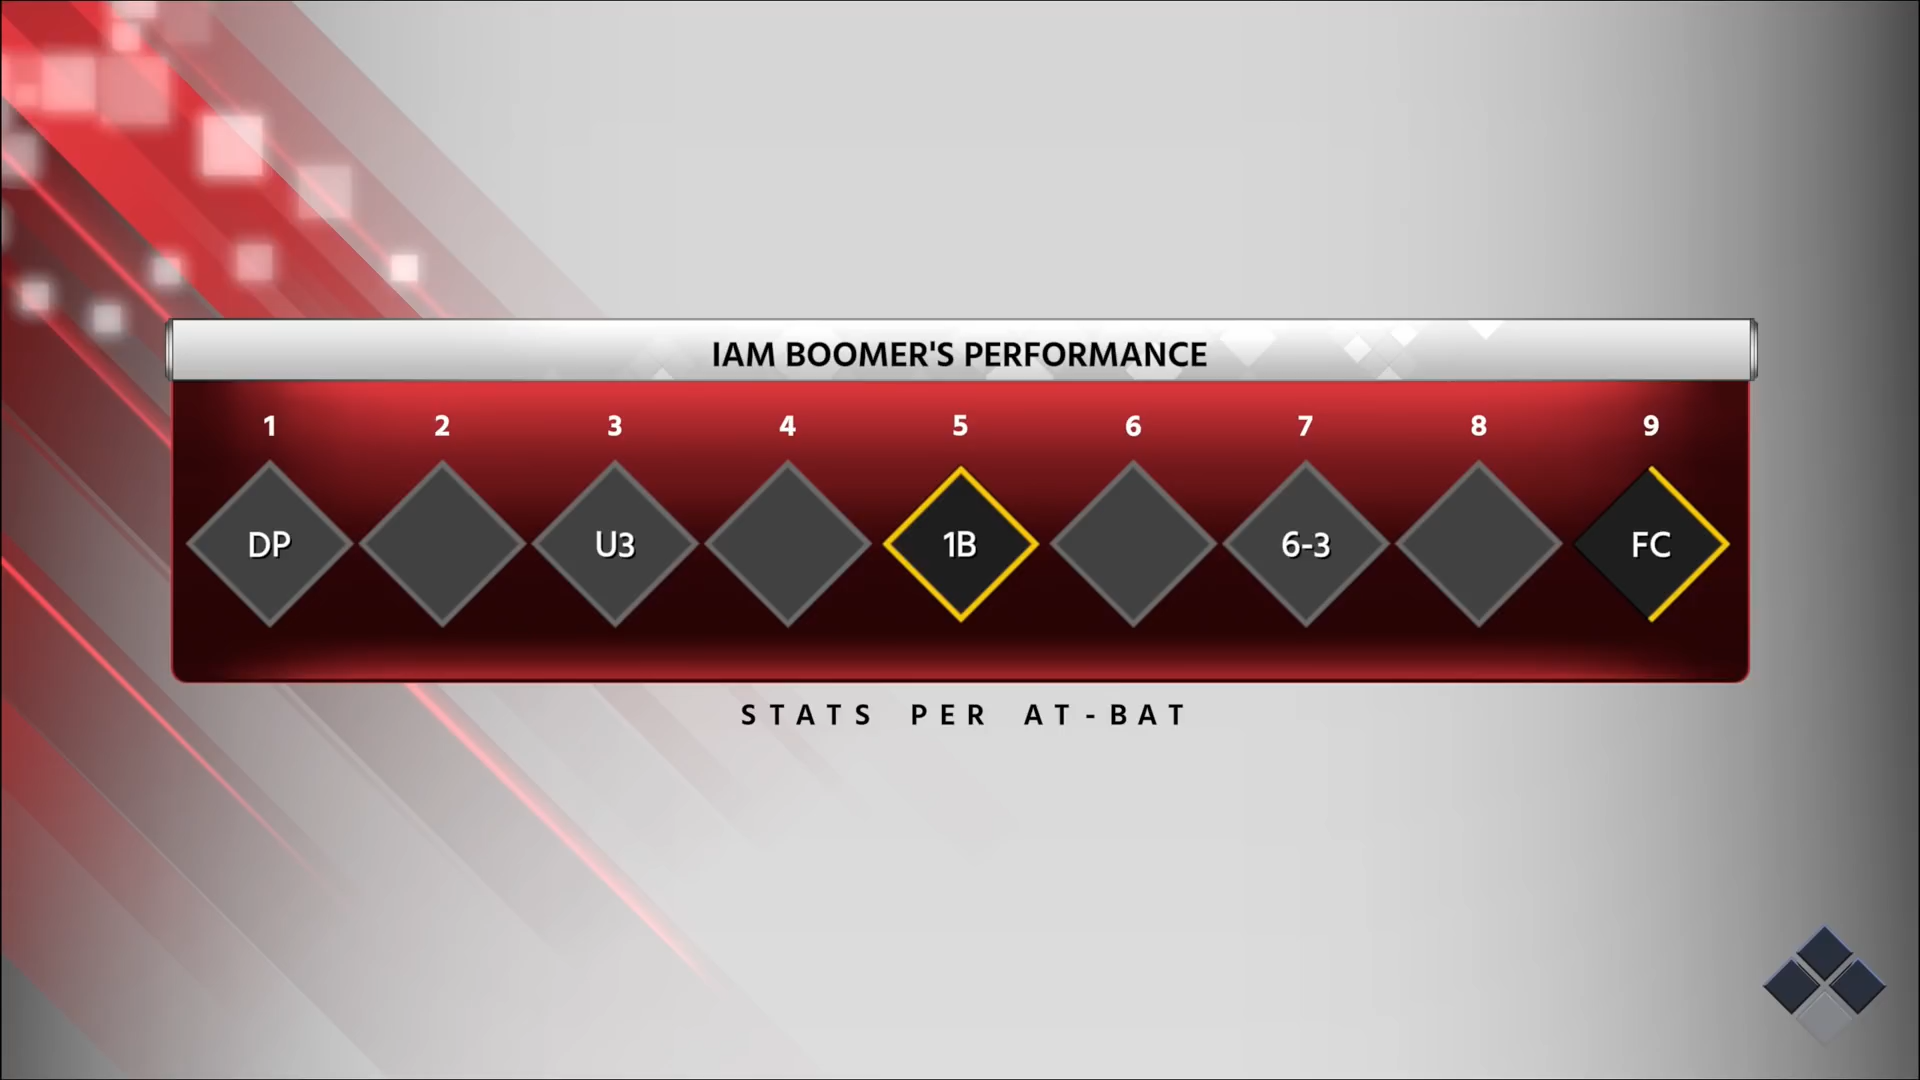 IAM BOOMER'S PERFORMANCE
1 2 3 4 5 6 7 8 9
DP U3 1B 6-3 FC
STATS PER AT-BAT